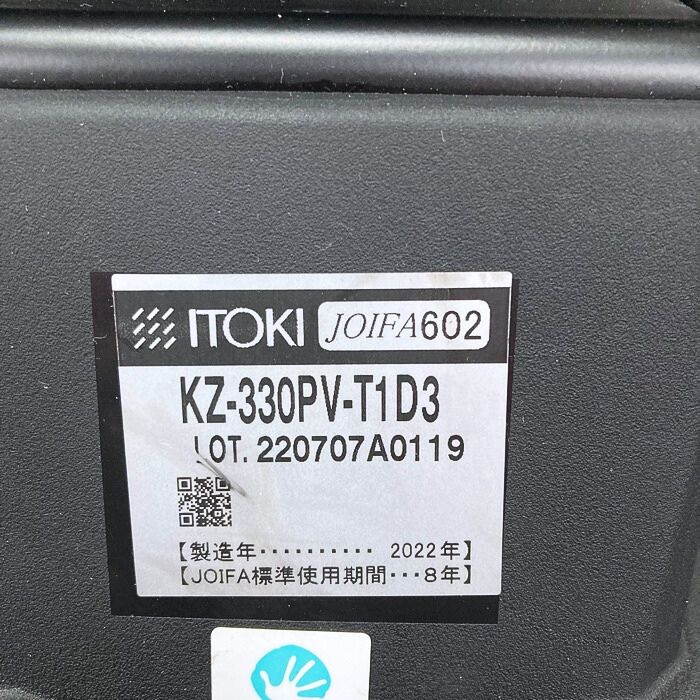 ITOKI JOIFA602
KZ-330PV-T1D3
LOT. 220707A0119
【製造年・・・・・・・・・・ 2022年】
【JOIFA標準使用期間・・・8年】